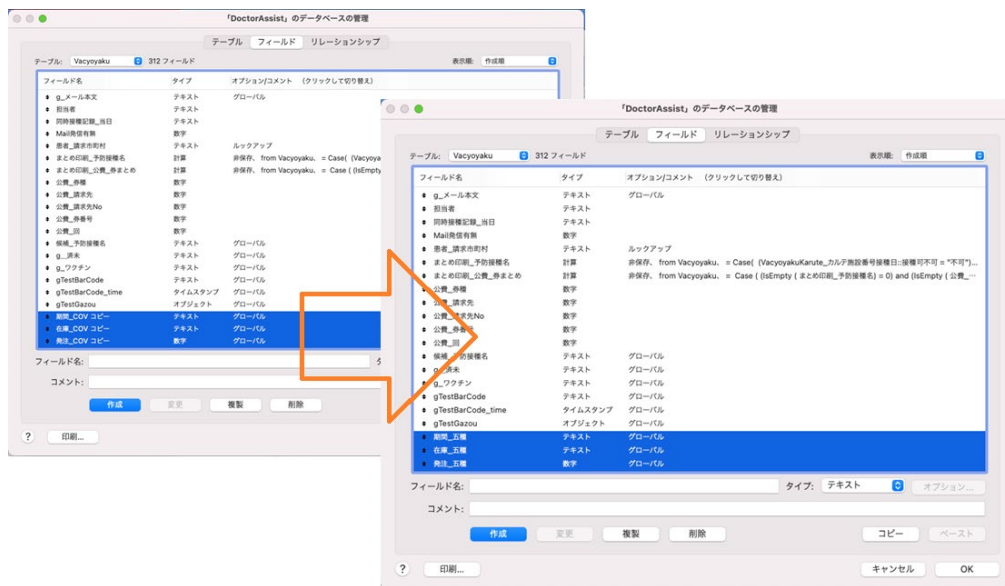 「DoctorAssist」のデータベースの管理
テーブル フィールド リレーションシップ
テーブル: Vacyoyaku 312 フィールド 表示順: 作成順
フィールド名 タイプ オプション/コメント (クリックして切り替え)
g_メール本文 テキスト グローバル
担当者 テキスト
同時接種記録_当日 テキスト
Mail発信有無 数字
患者_請求市町村 テキスト ルックアップ
まとめ印刷_予防接種名 計算 非保存、 from Vacyoyaku、 = Case( (Vacyoya
まとめ印刷_公費_券まとめ 計算 非保存、 from Vacyoyaku、 = Case ( (IsEmpty
公費_券種 数字
公費_請求先 数字
公費_請求先No 数字
公費_券番号 数字
公費_回 数字
候補_予防接種名 テキスト グローバル
g_済未 テキスト グローバル
g_ワクチン テキスト グローバル
gTestBarCode テキスト グローバル
gTestBarCode_time タイムスタンプ グローバル
gTestGazou オブジェクト グローバル
期間_COV コピー テキスト グローバル
在庫_COV コピー テキスト グローバル
発注_COV コピー 数字 グローバル
フィールド名:
コメント:
作成 変更 複製 削除
? 印刷...
「DoctorAssist」のデータベースの管理
テーブル フィールド リレーションシップ
テーブル: Vacyoyaku 312 フィールド 表示順: 作成順
フィールド名 タイプ オプション/コメント (クリックして切り替え)
g_メール本文 テキスト グローバル
担当者 テキスト
同時接種記録_当日 テキスト
Mail発信有無 数字
患者_請求市町村 テキスト ルックアップ
まとめ印刷_予防接種名 計算 非保存、 from Vacyoyaku、 = Case( (VacyoyakuKarute_カルテ施設番号接種日::接種可不可 = "不可")...
まとめ印刷_公費_券まとめ 計算 非保存、 from Vacyoyaku、 = Case ( (IsEmpty ( まとめ印刷_予防接種名) = 0) and (IsEmpty ( 公費_…
公費_券種 数字
公費_請求先 数字
公費_請求先No 数字
公費_券番号 数字
公費_回 数字
候補_予防接種名 テキスト グローバル
g_済未 テキスト グローバル
g_ワクチン テキスト グローバル
gTestBarCode テキスト グローバル
gTestBarCode_time タイムスタンプ グローバル
gTestGazou オブジェクト グローバル
期間_五種 テキスト グローバル
在庫_五種 テキスト グローバル
発注_五種 数字 グローバル
フィールド名: タイプ: テキスト オプション...
コメント:
作成 変更 複製 削除 コピー ペースト
? 印刷... キャンセル OK